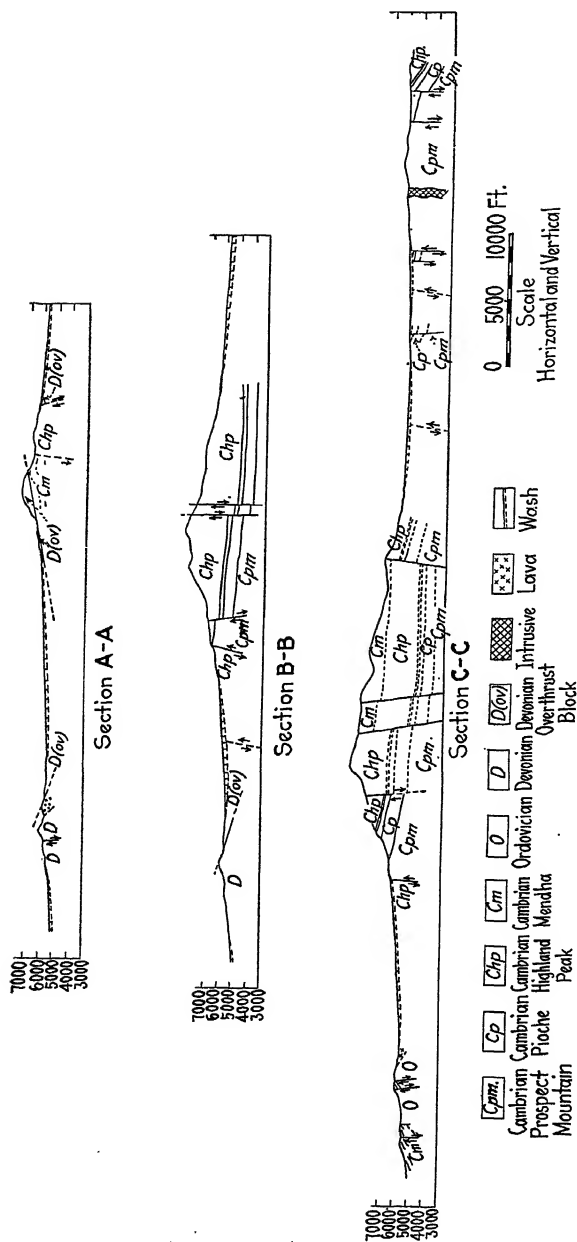 7000
6000
5000
4000
3000
D
D
D(ov)
D(ov)
Cm
Chp
D(ov)
Section A-A
7000
6000
5000
4000
3000
D
D(ov)
Chp
Cpm
Chp
Cpm
Chp
Section B-B
7000
6000
5000
4000
3000
Cm
O
O
Chp
Cpm
Cp
Chp
Chp
Cpm.
Cm
Cm
Chp
Cp
Cpm
Chp
Cpm
Cp
Cpm
Cpm
Chp
Cp
Cpm
Section C-C
0 5000 10000 Ft.
Scale
Horizontal and Vertical
Cpm.
Cambrian
Prospect
Mountain
Cp
Cambrian
Pioche
Chp
Cambrian
Highland
Peak
Cm
Cambrian
Mendha
O
Ordovician
D
Devonian
D(ov)
Devonian
Overthrust
Block
Intrusive
Lava
Wash